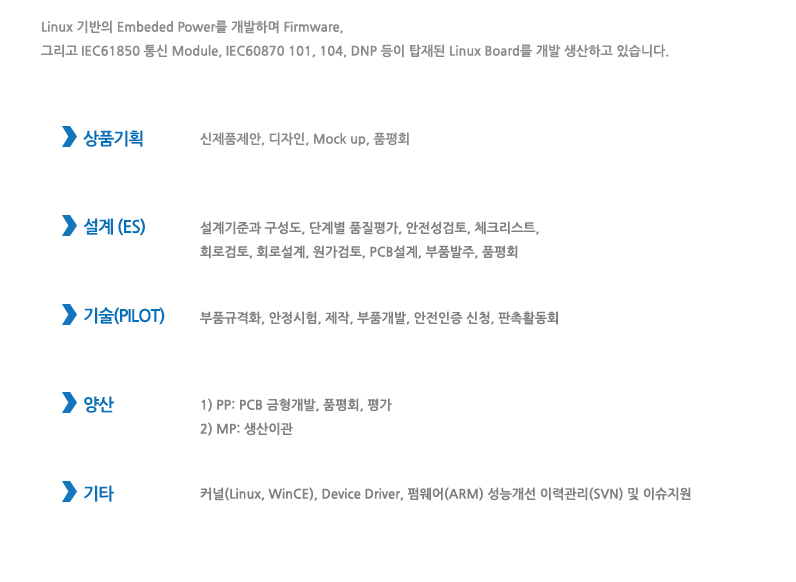 Linux 기반의 Embeded Power를 개발하며 Firmware,
그리고 IEC61850 통신 Module, IEC60870 101, 104, DNP 등이 탑재된 Linux Board를 개발 생산하고 있습니다.
상품기획
신제품제안, 디자인, Mock up, 품평회
설계 (ES)
설계기준과 구성도, 단계별 품질평가, 안전성검토, 체크리스트,
회로검토, 회로설계, 원가검토, PCB설계, 부품발주, 품평회
기술(PILOT)
부품규격화, 안정시험, 제작, 부품개발, 안전인증 신청, 판촉활동회
양산
1) PP: PCB 금형개발, 품평회, 평가
2) MP: 생산이관
기타
커널(Linux, WinCE), Device Driver, 펌웨어(ARM) 성능개선 이력관리(SVN) 및 이슈지원